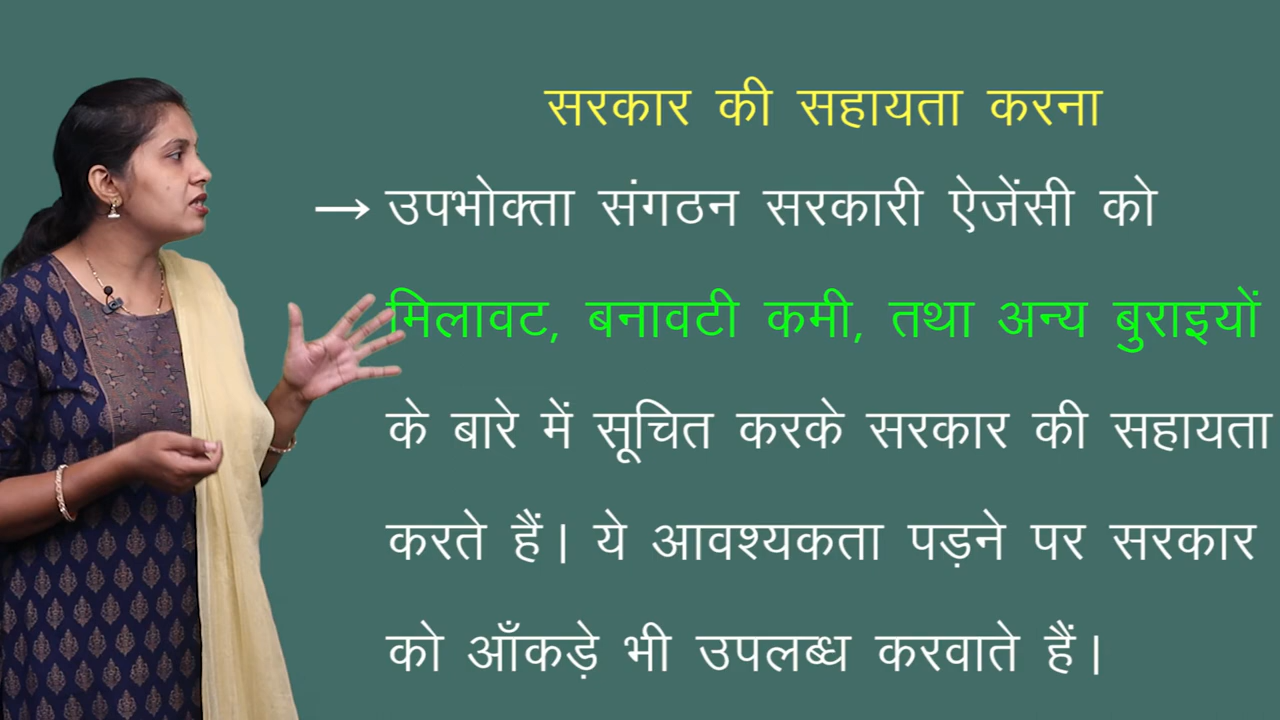 सरकार की सहायता करना
→ उपभोक्ता संगठन सरकारी ऐजेंसी को
मिलावट, बनावटी कमी, तथा अन्य बुराइयों
के बारे में सूचित करके सरकार की सहायता
करते हैं। ये आवश्यकता पड़ने पर सरकार
को आँकड़े भी उपलब्ध करवाते हैं।